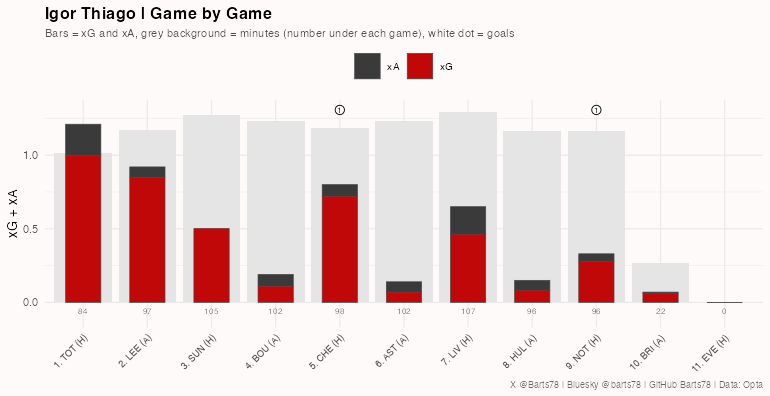 Igor Thiago | Game by Game
Bars = xG and xA, grey background = minutes (number under each game), white dot = goals
xA xG
1 1
1.0
0.5
0.0
xG + xA
84 97 105 102 98 102 107 96 96 22 0
1. TOT (H) 2. LEE (A) 3. SUN (H) 4. BOU (A) 5. CHE (H) 6. AST (A) 7. LIV (H) 8. HUL (A) 9. NOT (H) 10. BRI (A) 11. EVE (H)
X @Barts78 | Bluesky @barts78 | GitHub Barts78 | Data: Opta